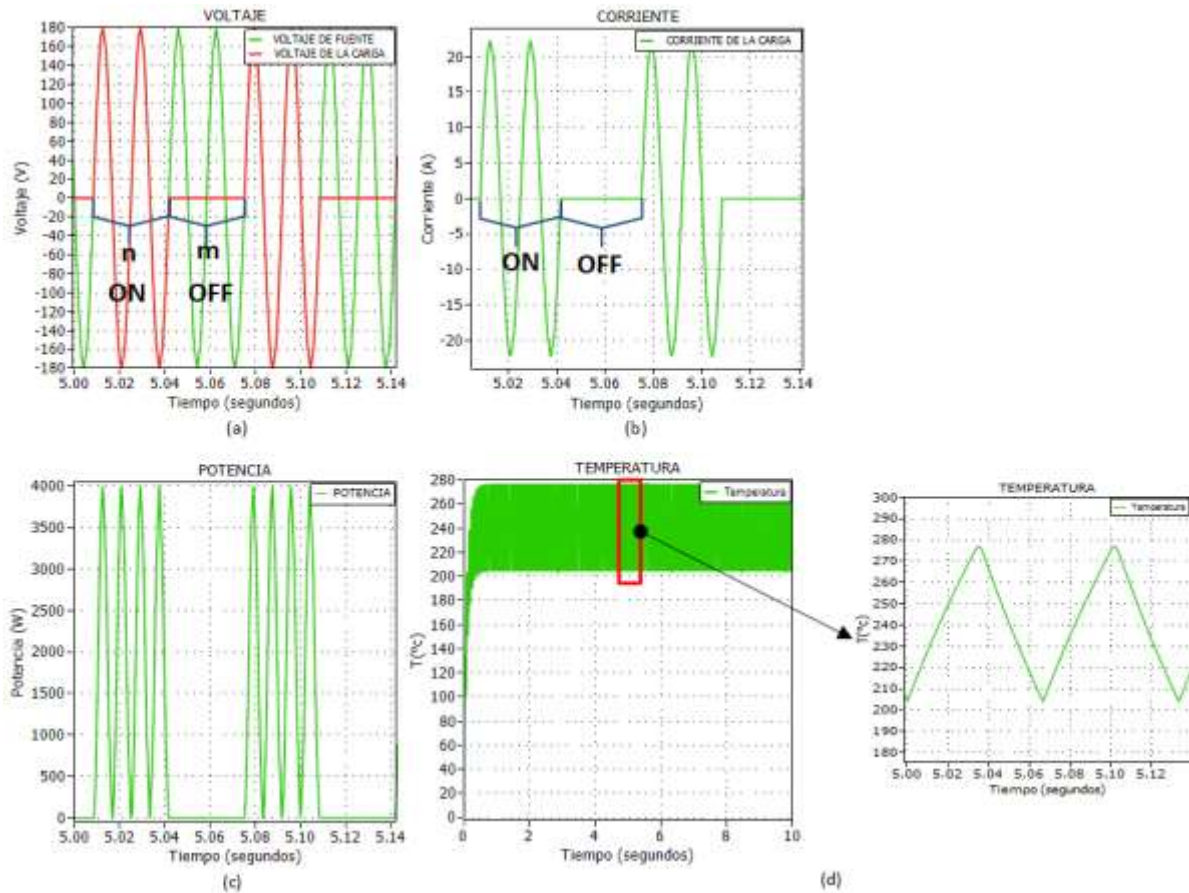 VOLTAJE
VOLTAJE DE FUENTE
VOLTAJE DE LA CARGA
180
160
140
120
100
80
60
40
20
0
-20
-40
-60
-80
-100
-120
-140
-160
-180
Voltaje (V)
n
m
ON
OFF
5.00 5.02 5.04 5.06 5.08 5.10 5.12 5.14
Tiempo (segundos)
(a)
CORRIENTE
CORRIENTE DE LA CARGA
20
15
10
5
0
-5
-10
-15
-20
Corriente (A)
ON OFF
5.02 5.04 5.06 5.08 5.10 5.12 5.14
Tiempo (segundos)
(b)
POTENCIA
POTENCIA
4000
3500
3000
2500
2000
1500
1000
500
0
Potencia (W)
5.00 5.02 5.04 5.06 5.08 5.10 5.12 5.14
Tiempo (segundos)
(c)
TEMPERATURA
Temperatura
280
260
240
220
200
180
160
140
120
100
80
60
40
20
0
T(ºc)
0 2 4 6 8 10
Tiempo (segundos)
TEMPERATURA
Temperatura
300
290
280
270
260
250
240
230
220
210
200
190
180
T(ºc)
5.00 5.02 5.04 5.06 5.08 5.10 5.12
Tiempo (segundos)
(d)